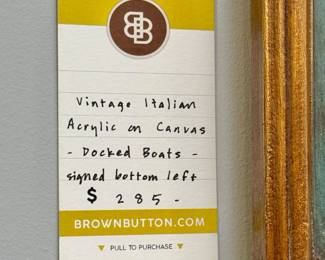 Vintage Italian
Acrylic on Canvas
- Docked Boats -
signed bottom left
$ 285-
BROWNBUTTON.COM
▼ PULL TO PURCHASE ▼